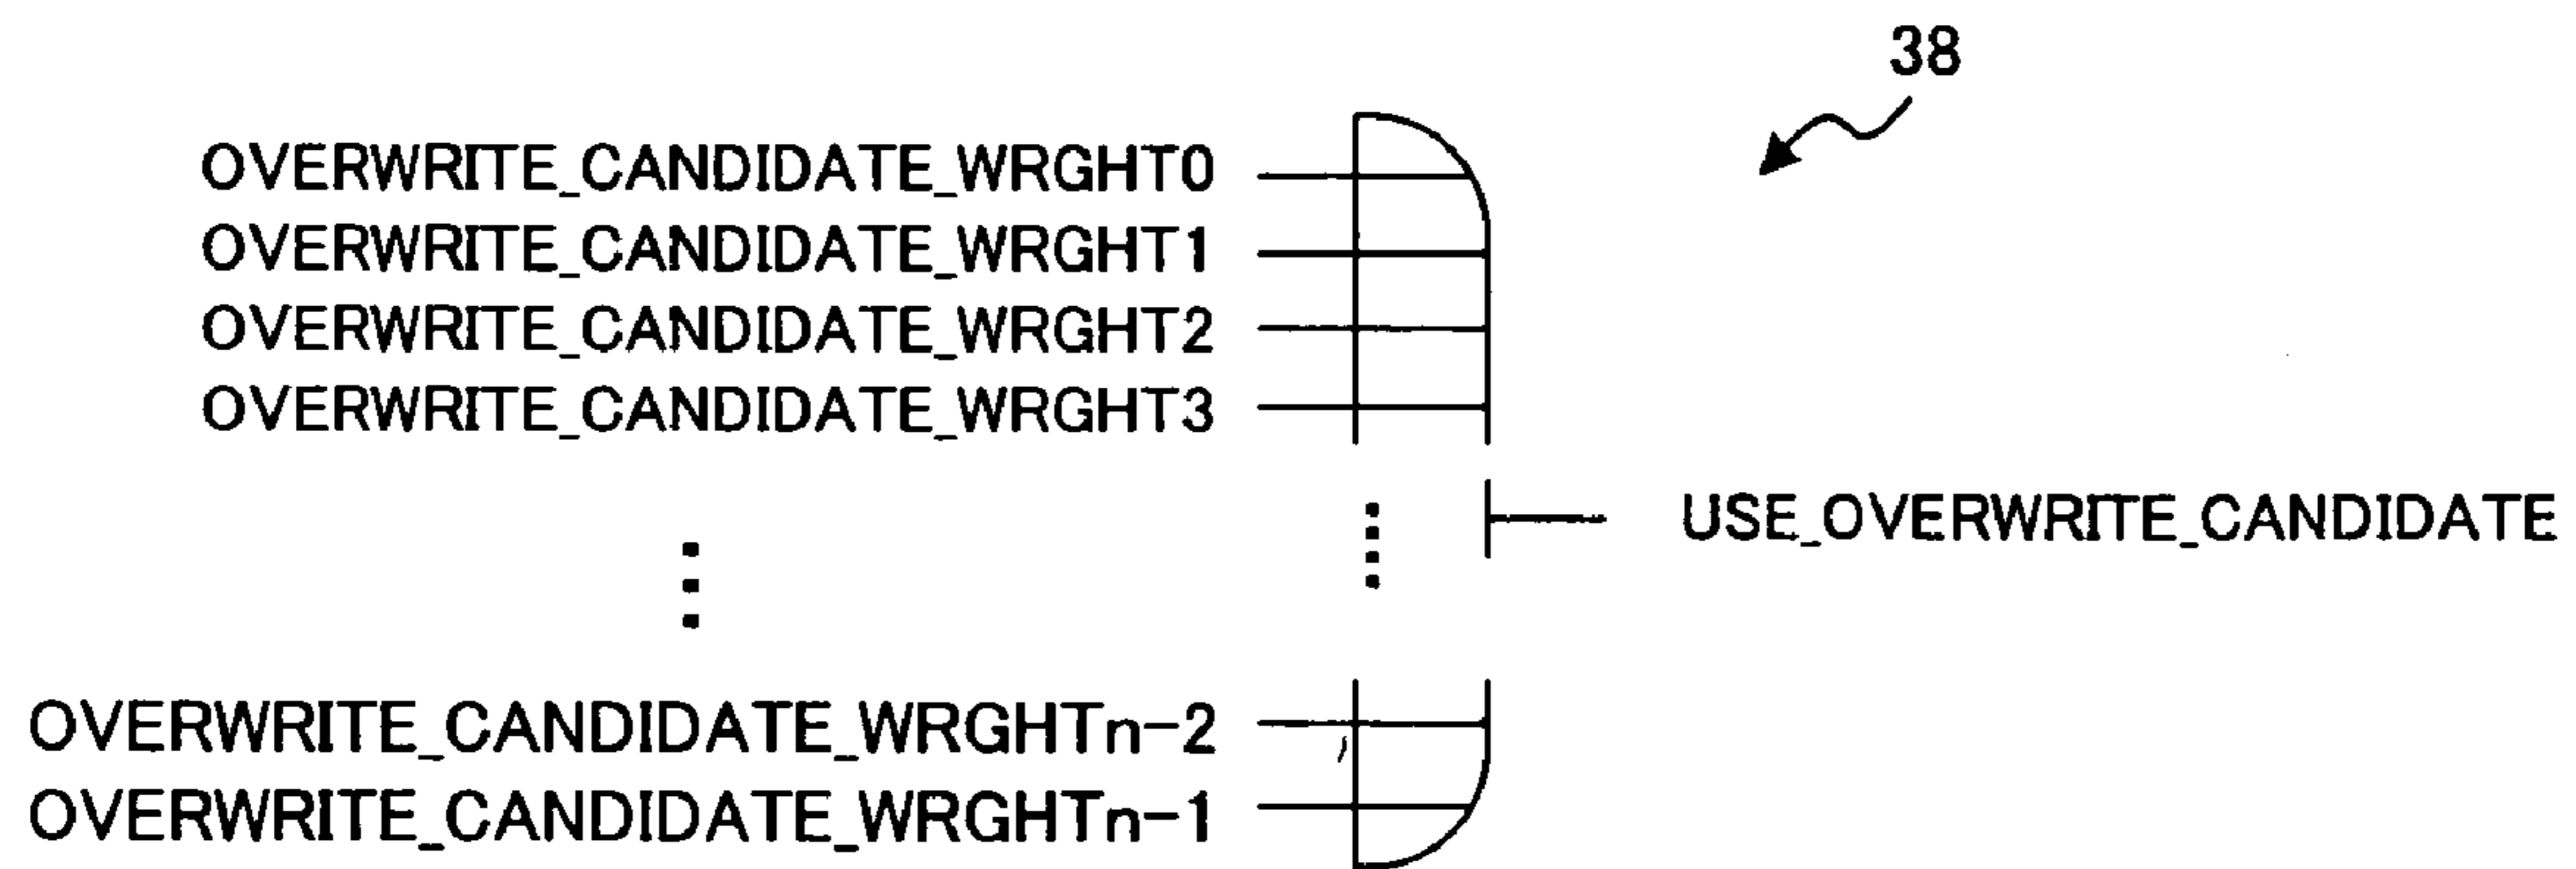 38
OVERWRITE_CANDIDATE_WRGHT0
OVERWRITE_CANDIDATE_WRGHT1
OVERWRITE_CANDIDATE_WRGHT2
OVERWRITE_CANDIDATE_WRGHT3
USE_OVERWRITE_CANDIDATE
OVERWRITE_CANDIDATE_WRGHTn-2
OVERWRITE_CANDIDATE_WRGHTn-1